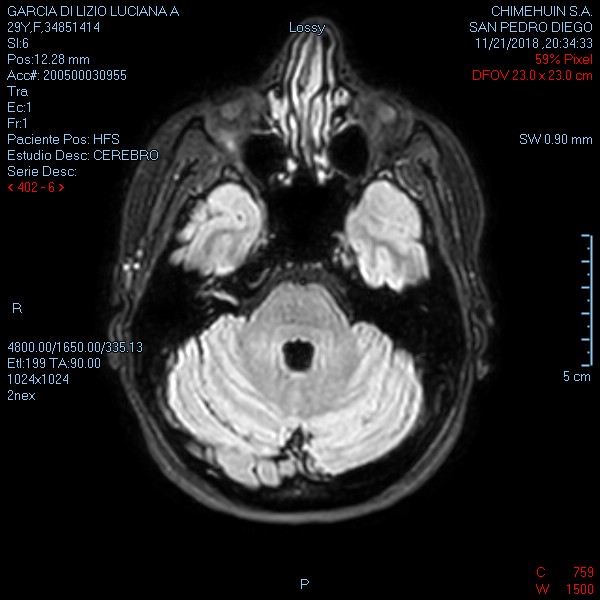 GARCIA DI LIZIO LUCIANA A
29Y,F,34851414
Sl:6
Pos:12.28 mm
Acc#: 200500030955
Tra
Ec:1
Fr:1
Paciente Pos: HFS
Estudio Desc: CEREBRO
Serie Desc:
< 402 - 6 >
Lossy
CHIMEHUIN S.A.
SAN PEDRO DIEGO
11/21/2018 ,20:34:33
59% Pixel
DFOV 23.0 x 23.0 cm
SW 0.90 mm
R
4800.00/1650.00/335.13
Etl:199 TA:90.00
1024x1024
2nex
5 cm
P
C 759
W 1500